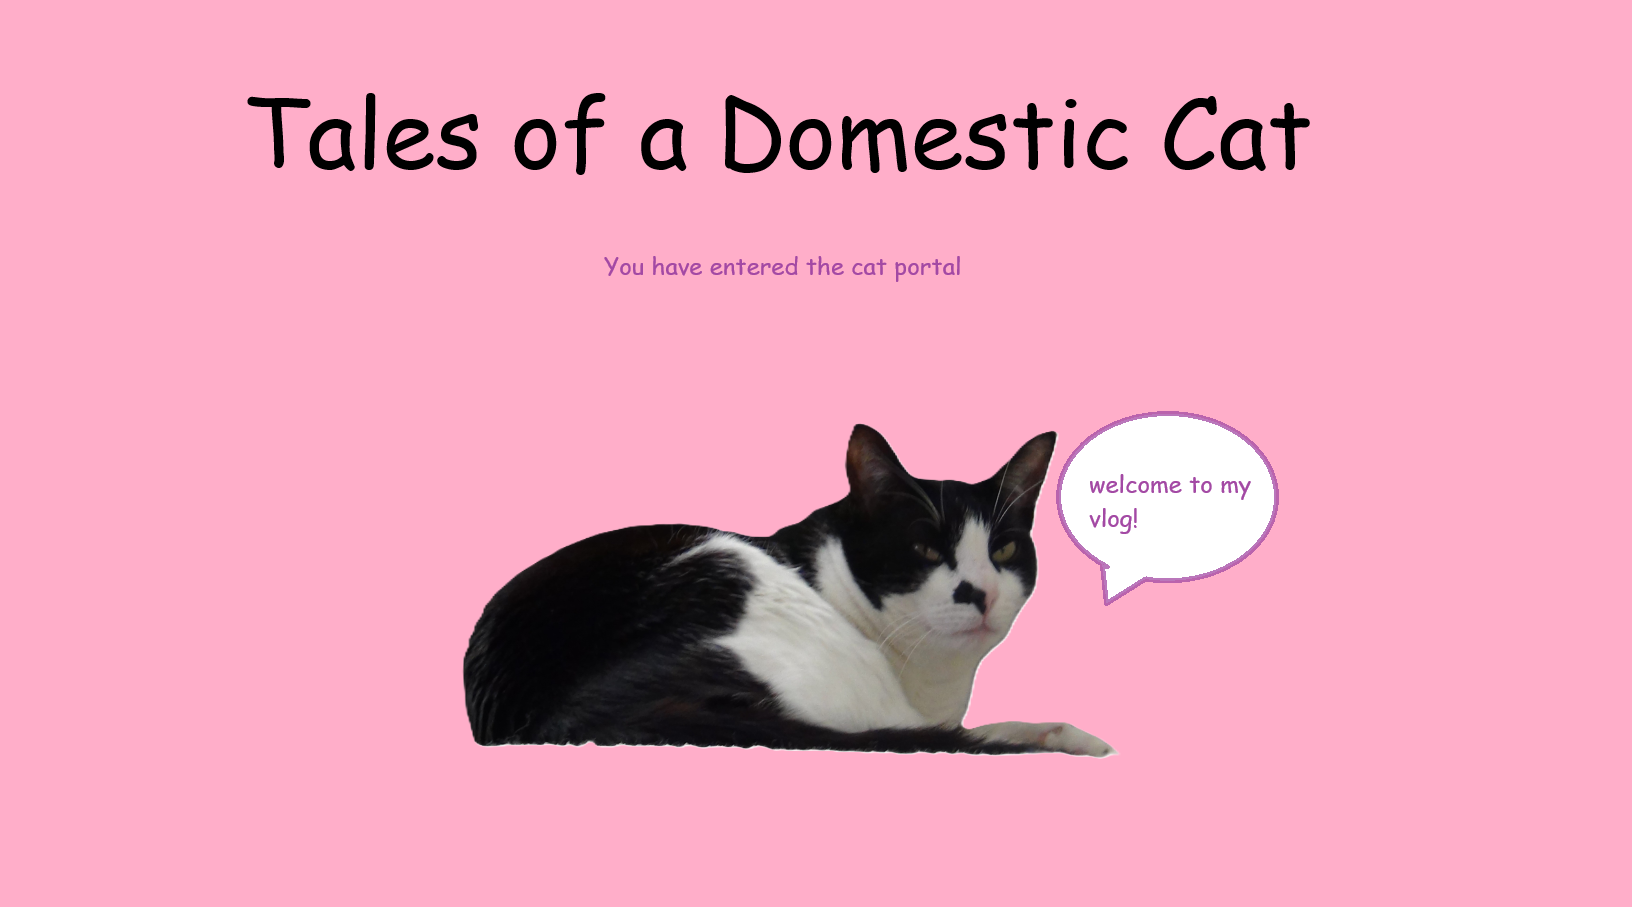 Tales of a Domestic Cat
You have entered the cat portal
welcome to my
vlog!